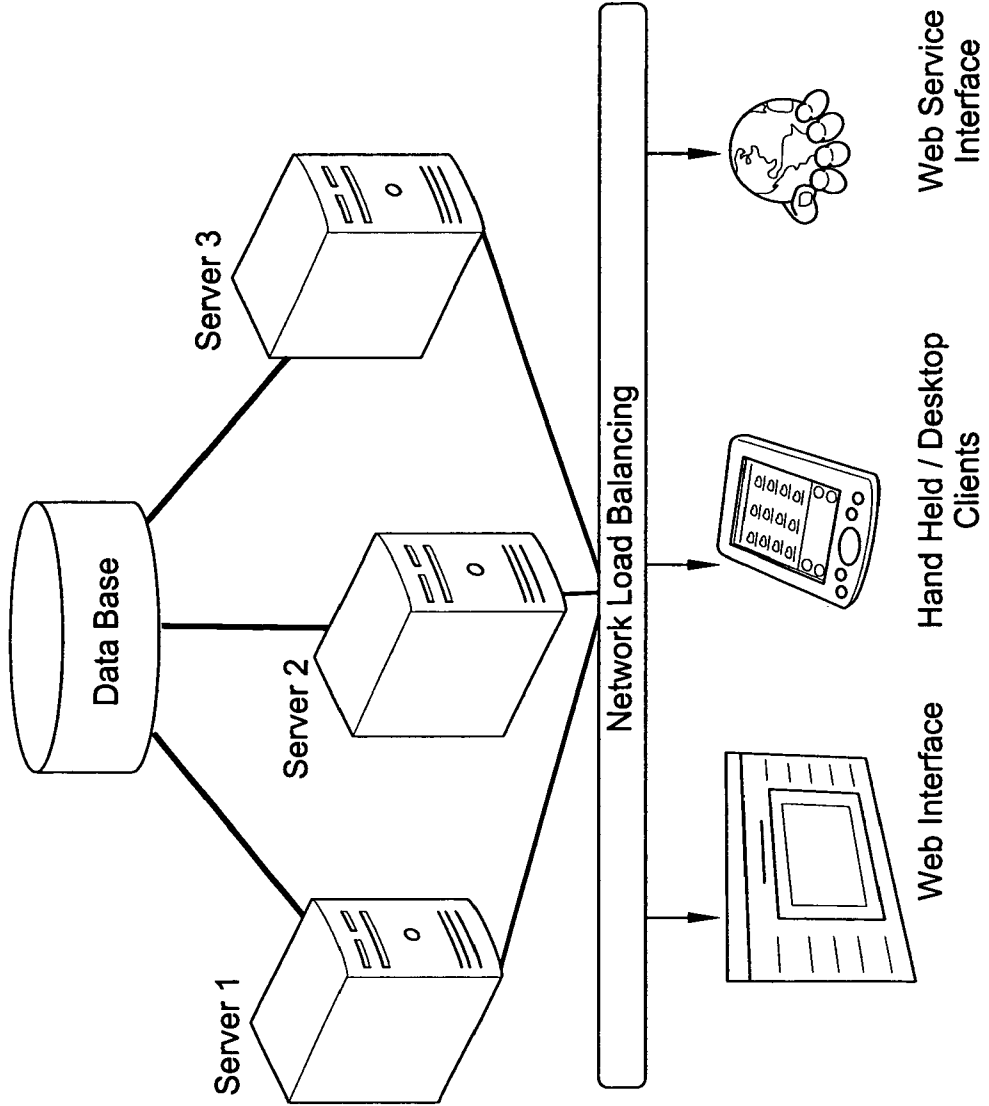 Data Base
Server 1
Server 2
Server 3
Network Load Balancing
Web Interface
Hand Held / Desktop
Clients
Web Service
Interface